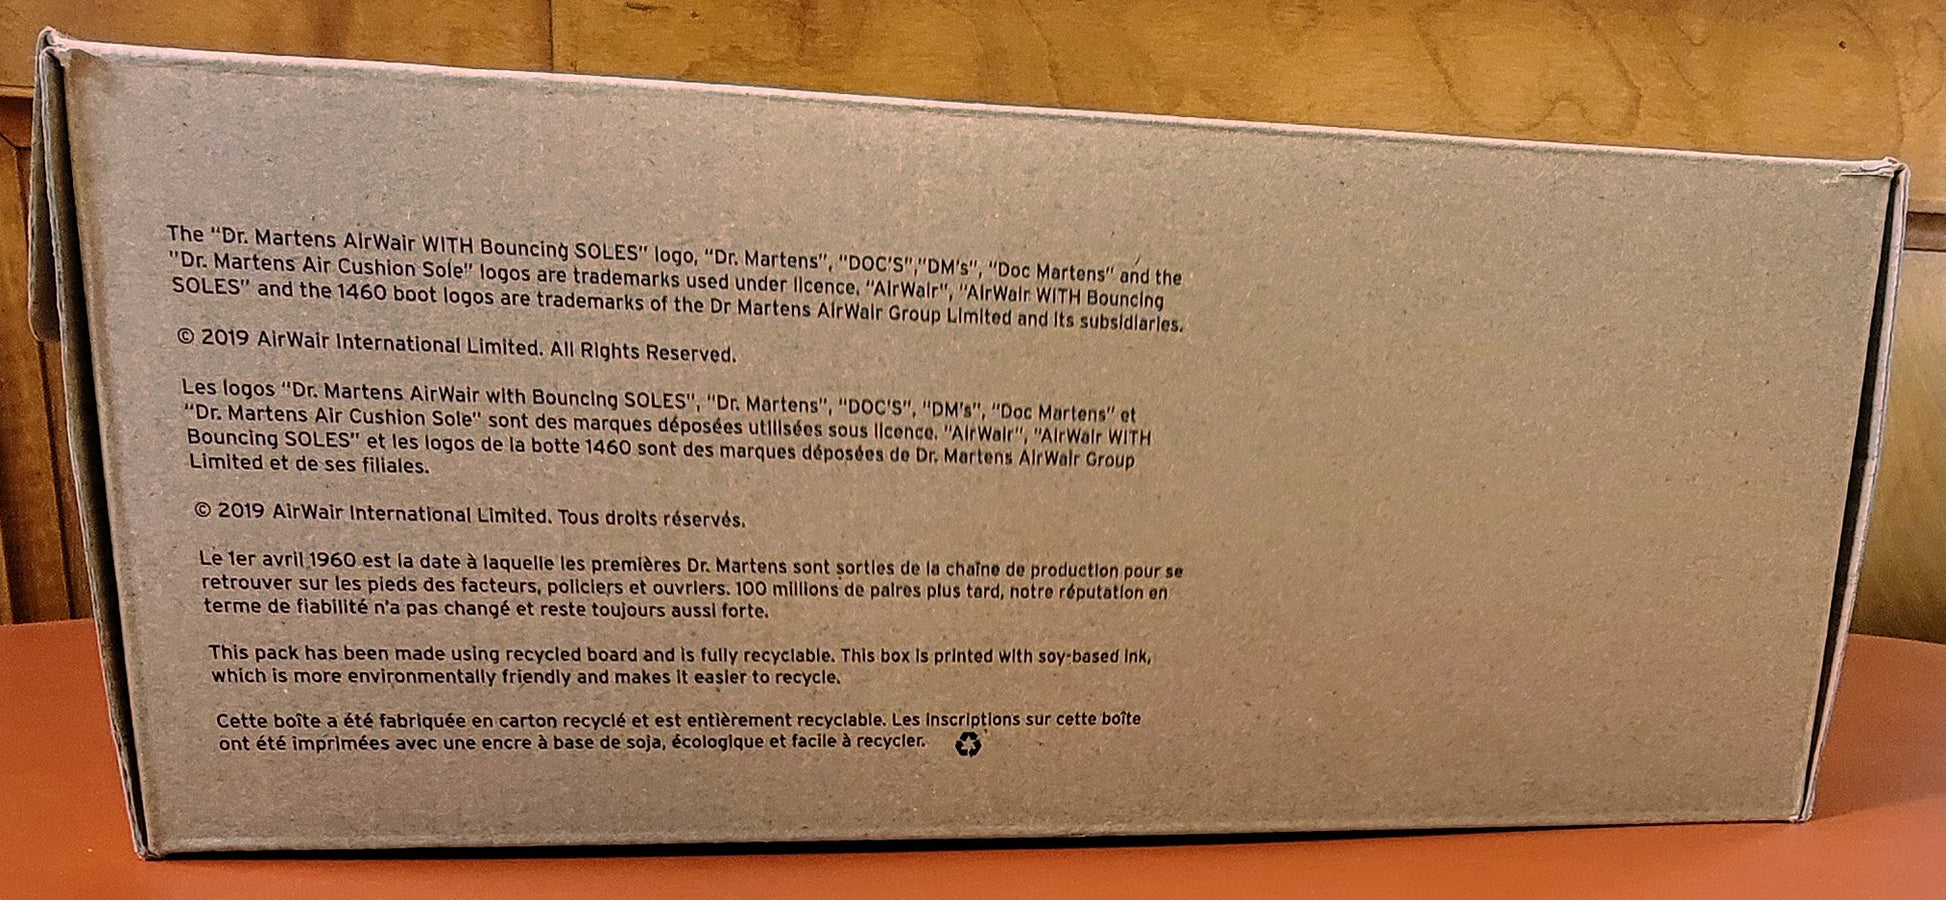 The "Dr. Martens AirWair WITH Bouncing SOLES" logo, "Dr. Martens", "DOC'S","DM's", "Doc Martens" and the
"Dr. Martens Air Cushion Sole" logos are trademarks used under licence. "AirWair", "AirWair WITH Bouncing
SOLES" and the 1460 boot logos are trademarks of the Dr Martens AirWair Group Limited and its subsidiaries.
© 2019 AirWair International Limited. All Rights Reserved.
Les logos "Dr. Martens AirWair with Bouncing SOLES", "Dr. Martens", "DOC'S", "DM's", "Doc Martens" et
"Dr. Martens Air Cushion Sole" sont des marques déposées utilisées sous licence. "AirWair", "AirWair WITH
Bouncing SOLES" et les logos de la botte 1460 sont des marques déposées de Dr. Martens AirWair Group
Limited et de ses filiales.
© 2019 AirWair International Limited. Tous droits réservés.
Le 1er avril 1960 est la date à laquelle les premières Dr. Martens sont sorties de la chaîne de production pour se
retrouver sur les pieds des facteurs, policiers et ouvriers. 100 millions de paires plus tard, notre réputation en
terme de fiabilité n'a pas changé et reste toujours aussi forte.
This pack has been made using recycled board and is fully recyclable. This box is printed with soy-based ink,
which is more environmentally friendly and makes it easier to recycle.
Cette boîte a été fabriquée en carton recyclé et est entièrement recyclable. Les inscriptions sur cette boîte
ont été imprimées avec une encre à base de soja, écologique et facile à recycler.